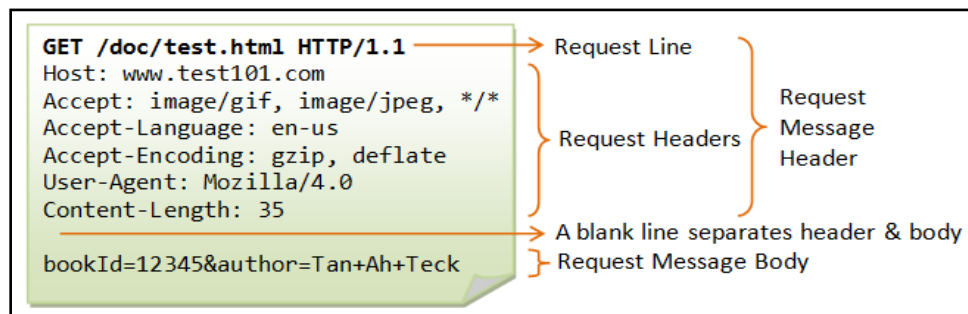 GET /doc/test.html HTTP/1.1
Host: www.test101.com
Accept: image/gif, image/jpeg, */*
Accept-Language: en-us
Accept-Encoding: gzip, deflate
User-Agent: Mozilla/4.0
Content-Length: 35
bookId=12345&author=Tan+Ah+Teck
Request Line
Request Headers
Request
Message
Header
A blank line separates header & body
Request Message Body